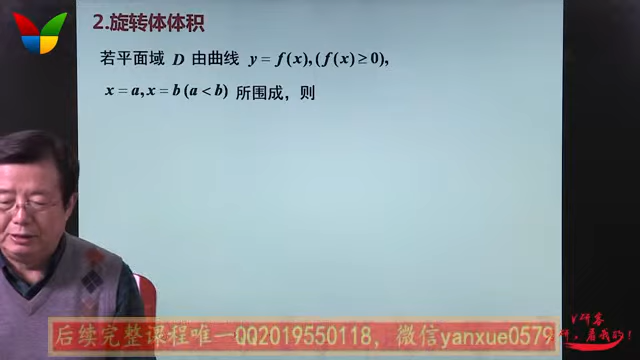 2.旋转体体积
若平面域 D 由曲线 y = f(x),(f(x) ≥ 0),
x = a, x = b (a < b) 所围成，则
后续完整课程唯一QQ2019550118，微信yanxue0579